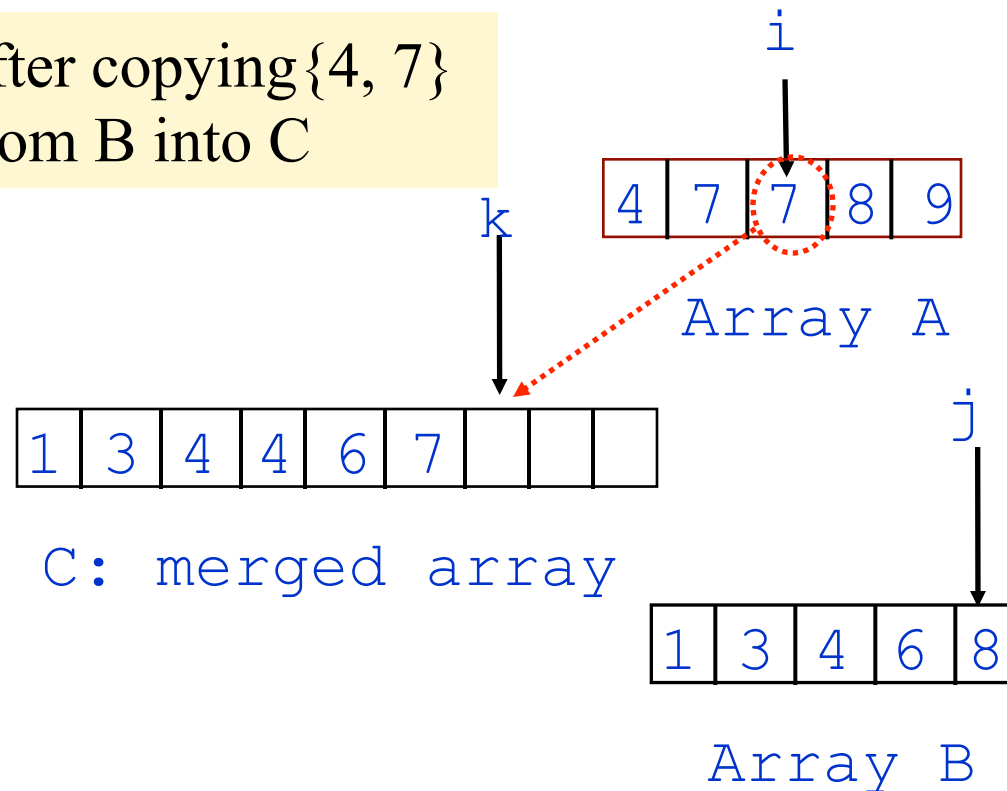 fter copying{4, 7}
om B into C
i
4 7 7 8 9
k
Array A
j
1 3 4 4 6 7
C: merged array
1 3 4 6 8
Array B